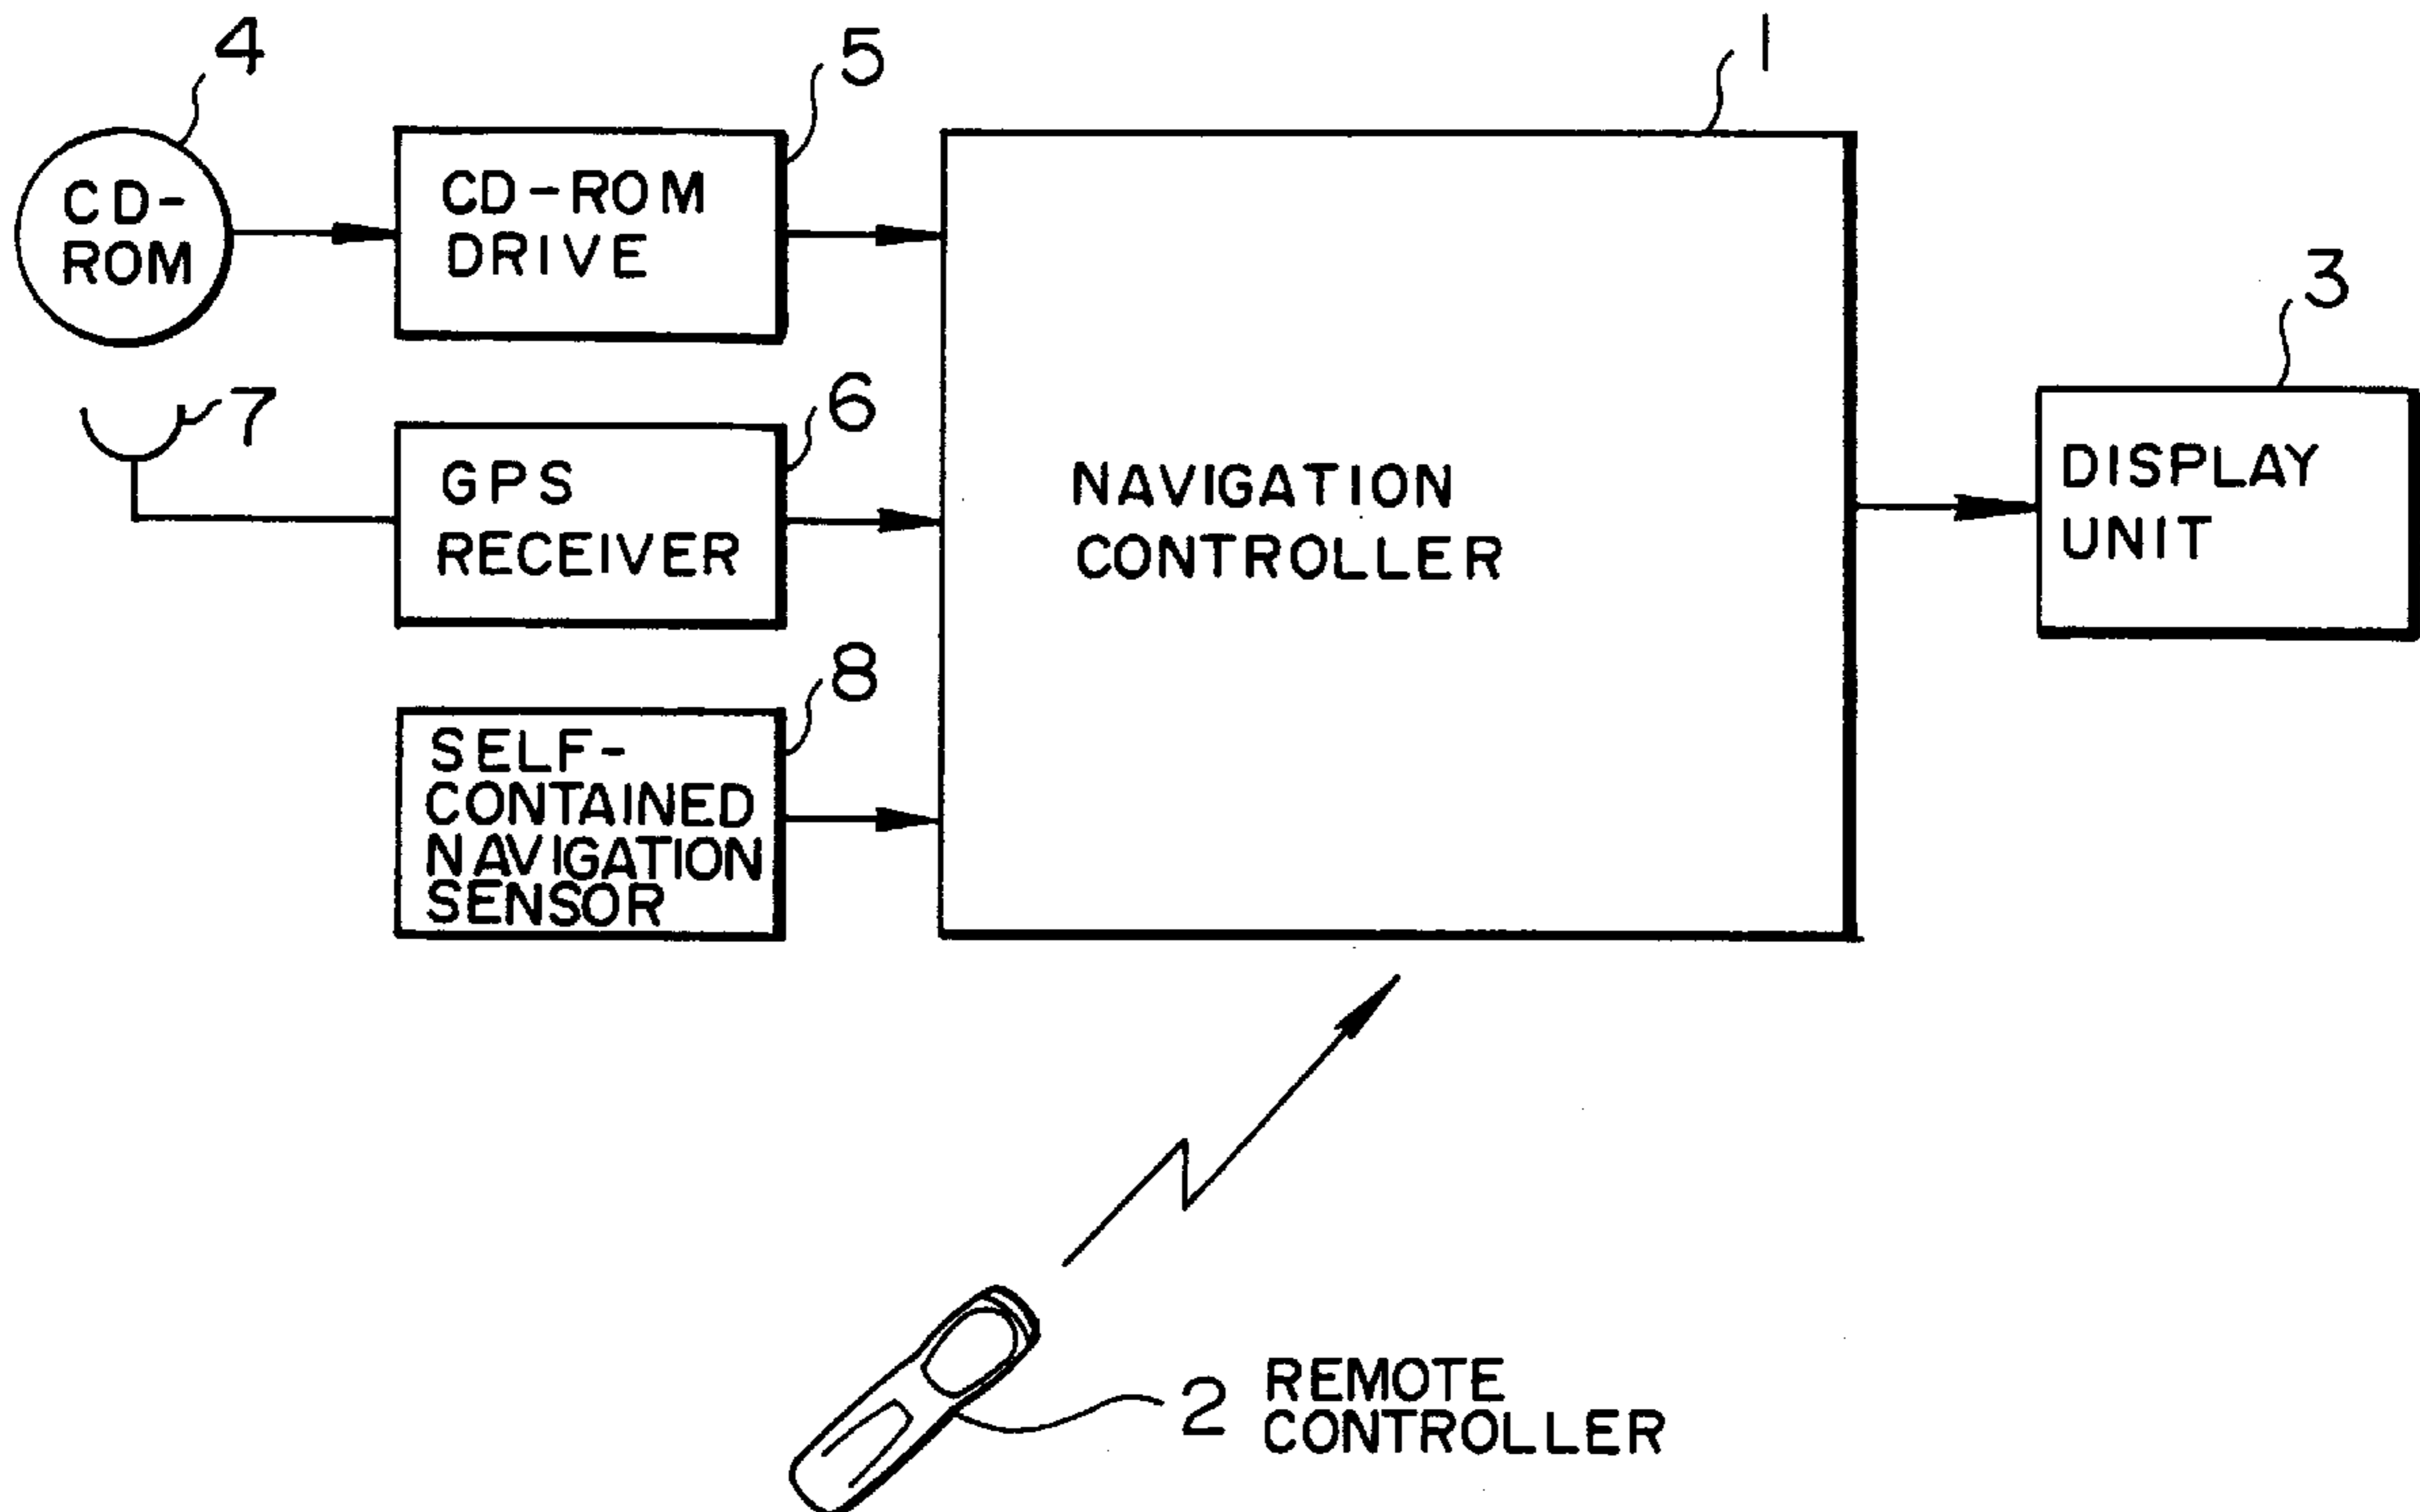 4
5
1
CD-
ROM
CD-ROM
DRIVE
3
7
6
GPS
RECEIVER
NAVIGATION
CONTROLLER
DISPLAY
UNIT
8
SELF-
CONTAINED
NAVIGATION
SENSOR
2
REMOTE
CONTROLLER